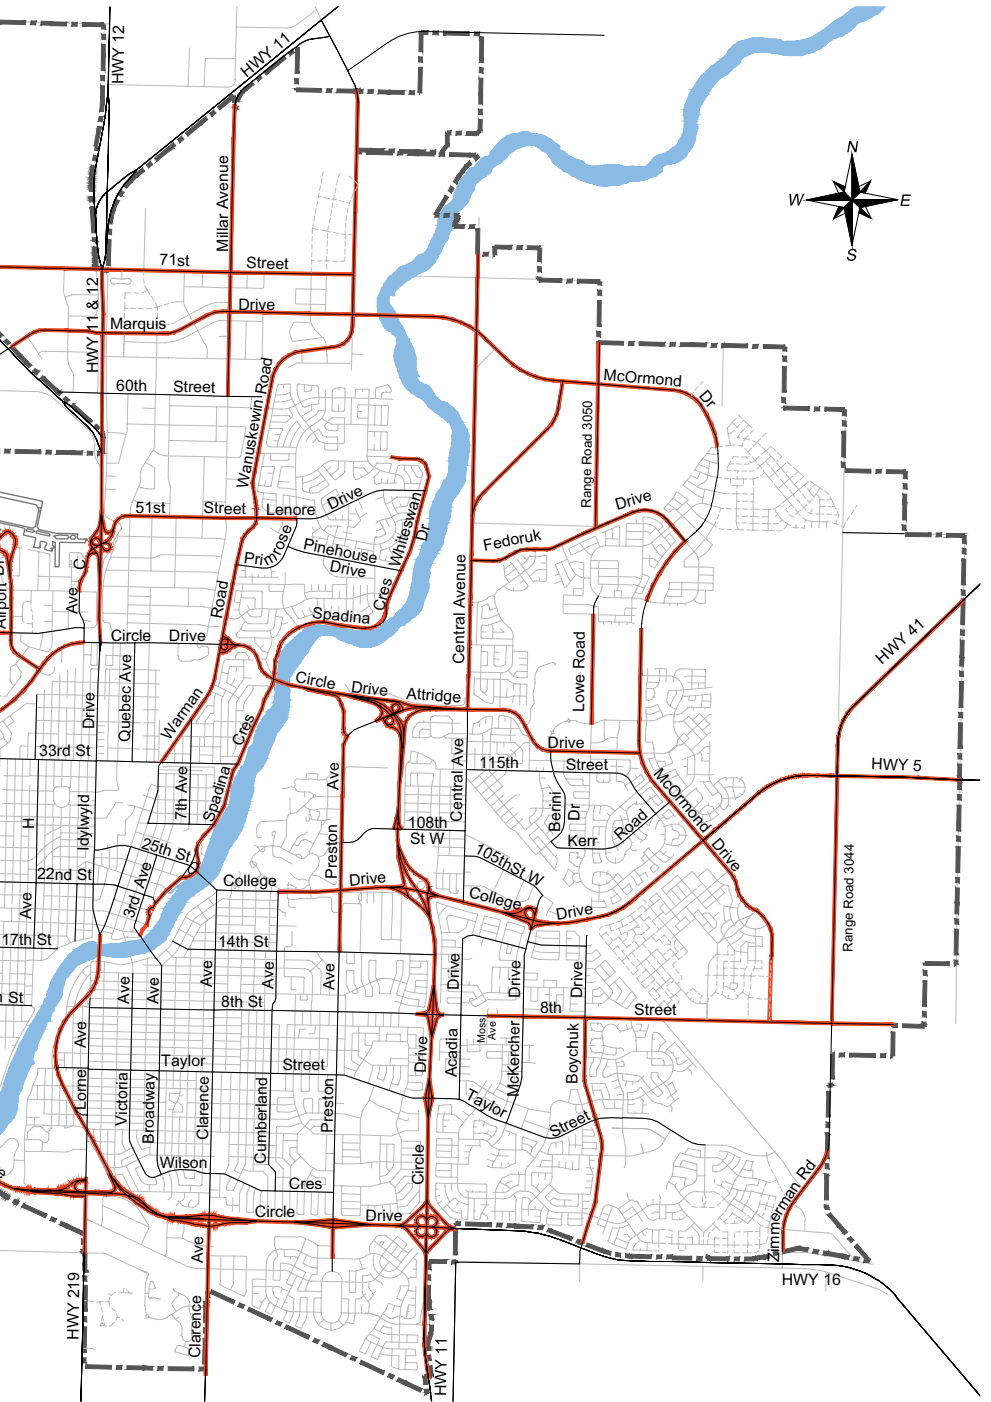 HWY 12
HWY 11
N
W
E
S
Millar Avenue
71st
Street
HWY 11 & 12
Drive
Marquis
60th
Street
Wanuskewin Road
McOrmond
Dr
Range Road 3050
51st
Street
Lenore
Drive
Whiteswan
Dr
Drive
Fedoruk
Primrose
Pinehouse
Drive
Airport Dr
Ave C
Road
Cres
Spadina
Central Avenue
Circle
Drive
Quebec Ave
Lowe Road
HWY 41
Circle
Drive
Attridge
Drive
Warman
Cres
33rd St
Drive
115th
Street
HWY 5
7th Ave
Spadina
Ave
Central Ave
Berini
Dr
McOrmond
Drive
H
Idylwyld
108th
St W
Kerr
Road
25th St
Preston
105thSt W
22nd St
3rd Ave
College
Drive
College
Drive
Range Road 3044
Ave
17th St
14th St
Ave
Ave
Ave
Ave
Ave
Drive
Drive
Drive
St
8th St
8th
Street
Moss
Ave
Ave
Drive
Acadia
McKercher
Boychuk
Taylor
Street
Lorne
Victoria
Broadway
Clarence
Cumberland
Preston
Taylor
Street
Wilson
Cres
Circle
Zimmerman Rd
Circle
Drive
Ave
HWY 219
Clarence
HWY 11
HWY 16